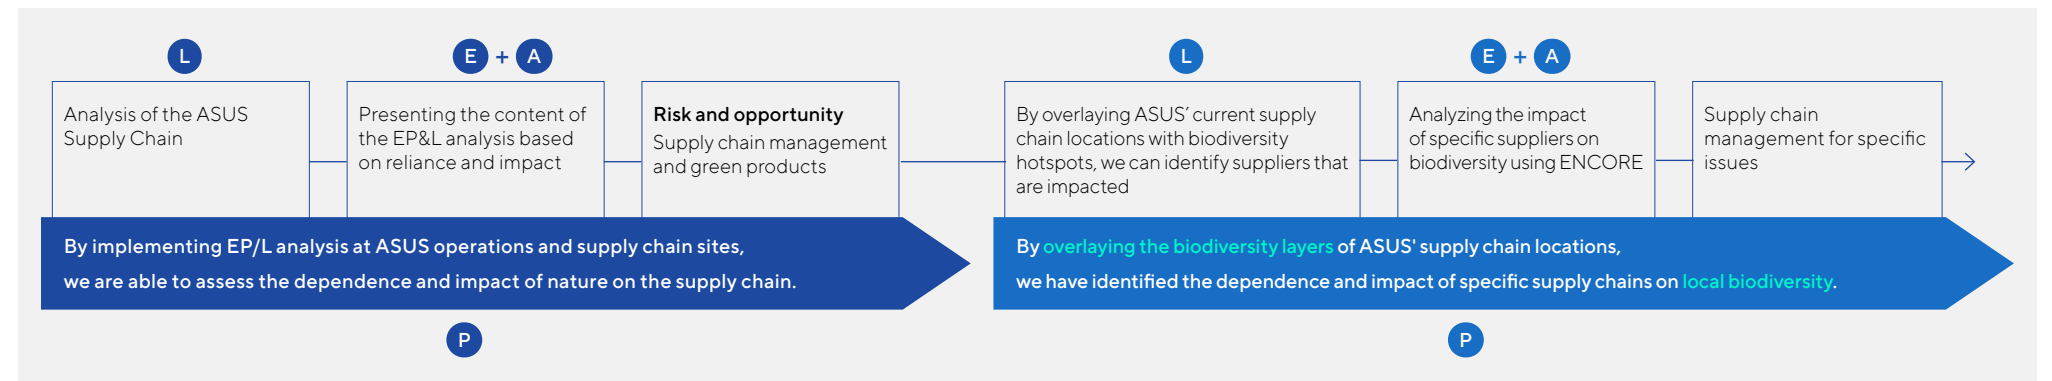 L
Analysis of the ASUS
Supply Chain
E + A
Presenting the content of
the EP&L analysis based
on reliance and impact
Risk and opportunity
Supply chain management
and green products
By implementing EP/L analysis at ASUS operations and supply chain sites,
we are able to assess the dependence and impact of nature on the supply chain.
P
L
By overlaying ASUS’ current supply
chain locations with biodiversity
hotspots, we can identify suppliers that
are impacted
E + A
Analyzing the impact
of specific suppliers on
biodiversity using ENCORE
Supply chain
management for specific
issues
By overlaying the biodiversity layers of ASUS' supply chain locations,
we have identified the dependence and impact of specific supply chains on local biodiversity.
P